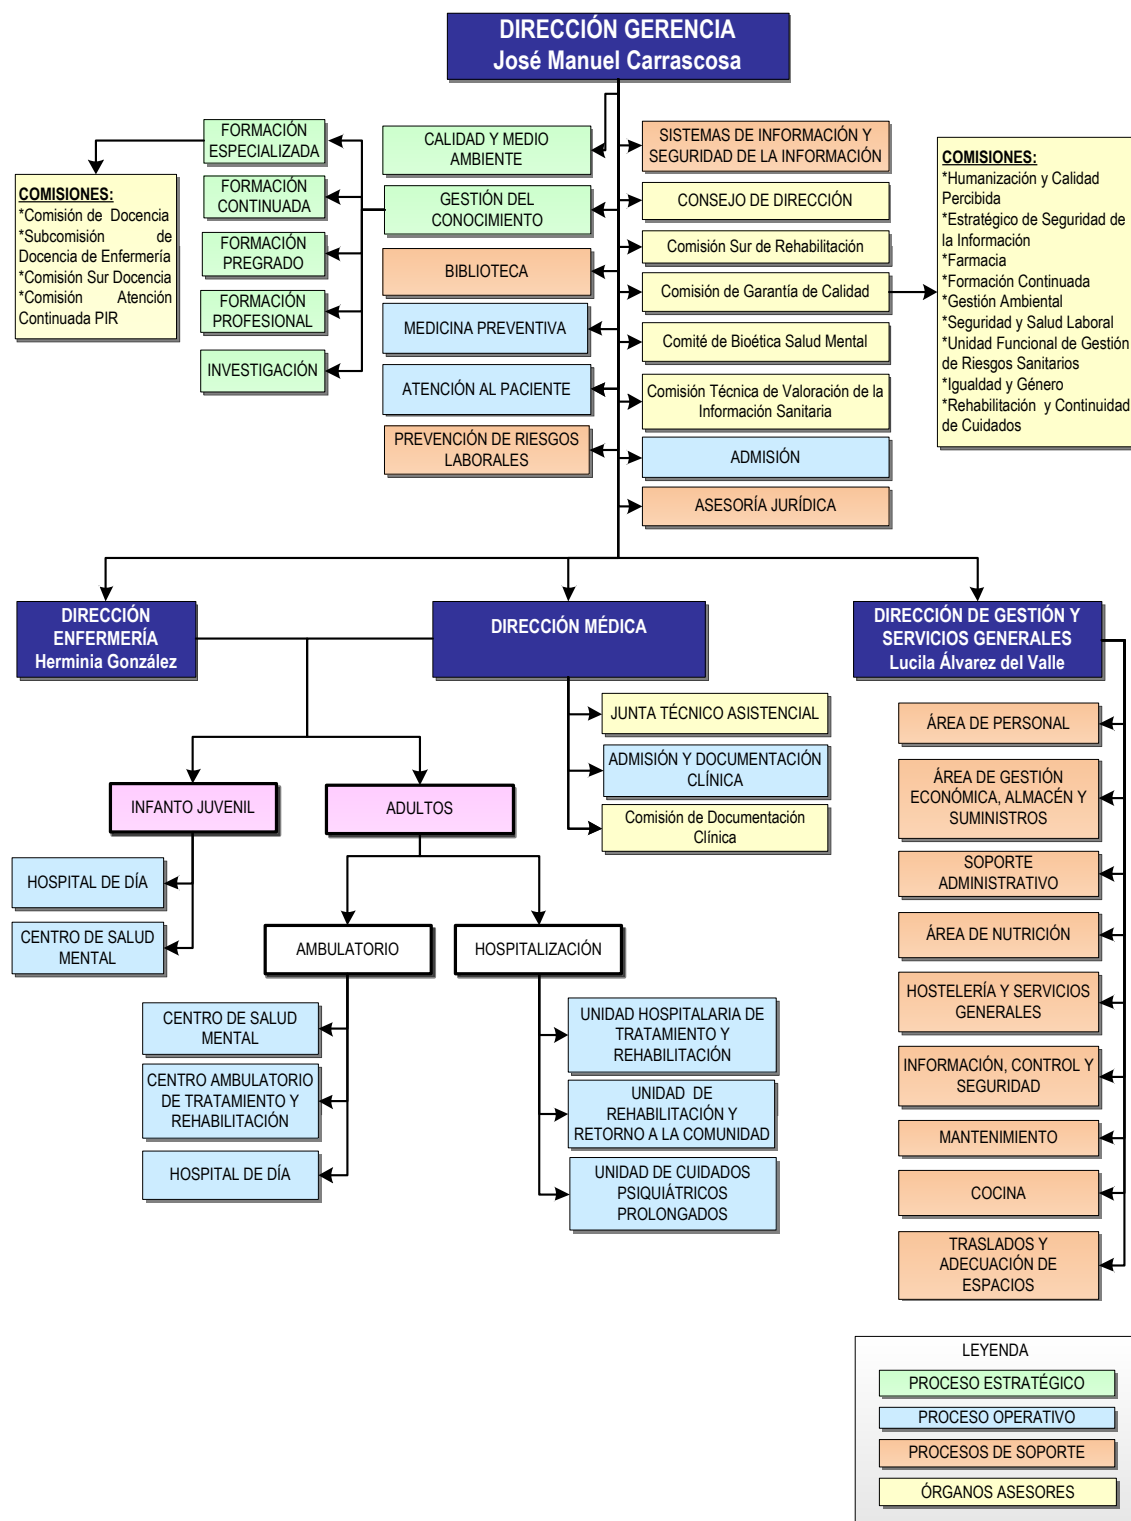 DIRECCIÓN GERENCIA
José Manuel Carrascosa
FORMACIÓN
ESPECIALIZADA
FORMACIÓN
CONTINUADA
FORMACIÓN
PREGRADO
FORMACIÓN
PROFESIONAL
INVESTIGACIÓN
COMISIONES:
*Comisión de Docencia
*Subcomisión de
Docencia de Enfermería
*Comisión Sur Docencia
*Comisión Atención
Continuada PIR
CALIDAD Y MEDIO
AMBIENTE
GESTIÓN DEL
CONOCIMIENTO
BIBLIOTECA
MEDICINA PREVENTIVA
ATENCIÓN AL PACIENTE
PREVENCIÓN DE RIESGOS
LABORALES
SISTEMAS DE INFORMACIÓN Y
SEGURIDAD DE LA INFORMACIÓN
CONSEJO DE DIRECCIÓN
Comisión Sur de Rehabilitación
Comisión de Garantía de Calidad
Comité de Bioética Salud Mental
Comisión Técnica de Valoración de la
Información Sanitaria
ADMISIÓN
ASESORÍA JURÍDICA
COMISIONES:
*Humanización y Calidad
Percibida
*Estratégico de Seguridad de
la Información
*Farmacia
*Formación Continuada
*Gestión Ambiental
*Seguridad y Salud Laboral
*Unidad Funcional de Gestión
de Riesgos Sanitarios
*Igualdad y Género
*Rehabilitación y Continuidad
de Cuidados
DIRECCIÓN
ENFERMERÍA
Herminia González
DIRECCIÓN MÉDICA
DIRECCIÓN DE GESTIÓN Y
SERVICIOS GENERALES
Lucila Álvarez del Valle
JUNTA TÉCNICO ASISTENCIAL
ADMISIÓN Y DOCUMENTACIÓN
CLÍNICA
Comisión de Documentación
Clínica
INFANTO JUVENIL
ADULTOS
HOSPITAL DE DÍA
CENTRO DE SALUD
MENTAL
AMBULATORIO
HOSPITALIZACIÓN
CENTRO DE SALUD
MENTAL
CENTRO AMBULATORIO
DE TRATAMIENTO Y
REHABILITACIÓN
HOSPITAL DE DÍA
UNIDAD HOSPITALARIA DE
TRATAMIENTO Y
REHABILITACIÓN
UNIDAD DE
REHABILITACIÓN Y
RETORNO A LA COMUNIDAD
UNIDAD DE CUIDADOS
PSIQUIÁTRICOS
PROLONGADOS
ÁREA DE PERSONAL
ÁREA DE GESTIÓN
ECONÓMICA, ALMACÉN Y
SUMINISTROS
SOPORTE
ADMINISTRATIVO
ÁREA DE NUTRICIÓN
HOSTELERÍA Y SERVICIOS
GENERALES
INFORMACIÓN, CONTROL Y
SEGURIDAD
MANTENIMIENTO
COCINA
TRASLADOS Y
ADECUACIÓN DE
ESPACIOS
LEYENDA
PROCESO ESTRATÉGICO
PROCESO OPERATIVO
PROCESOS DE SOPORTE
ÓRGANOS ASESORES